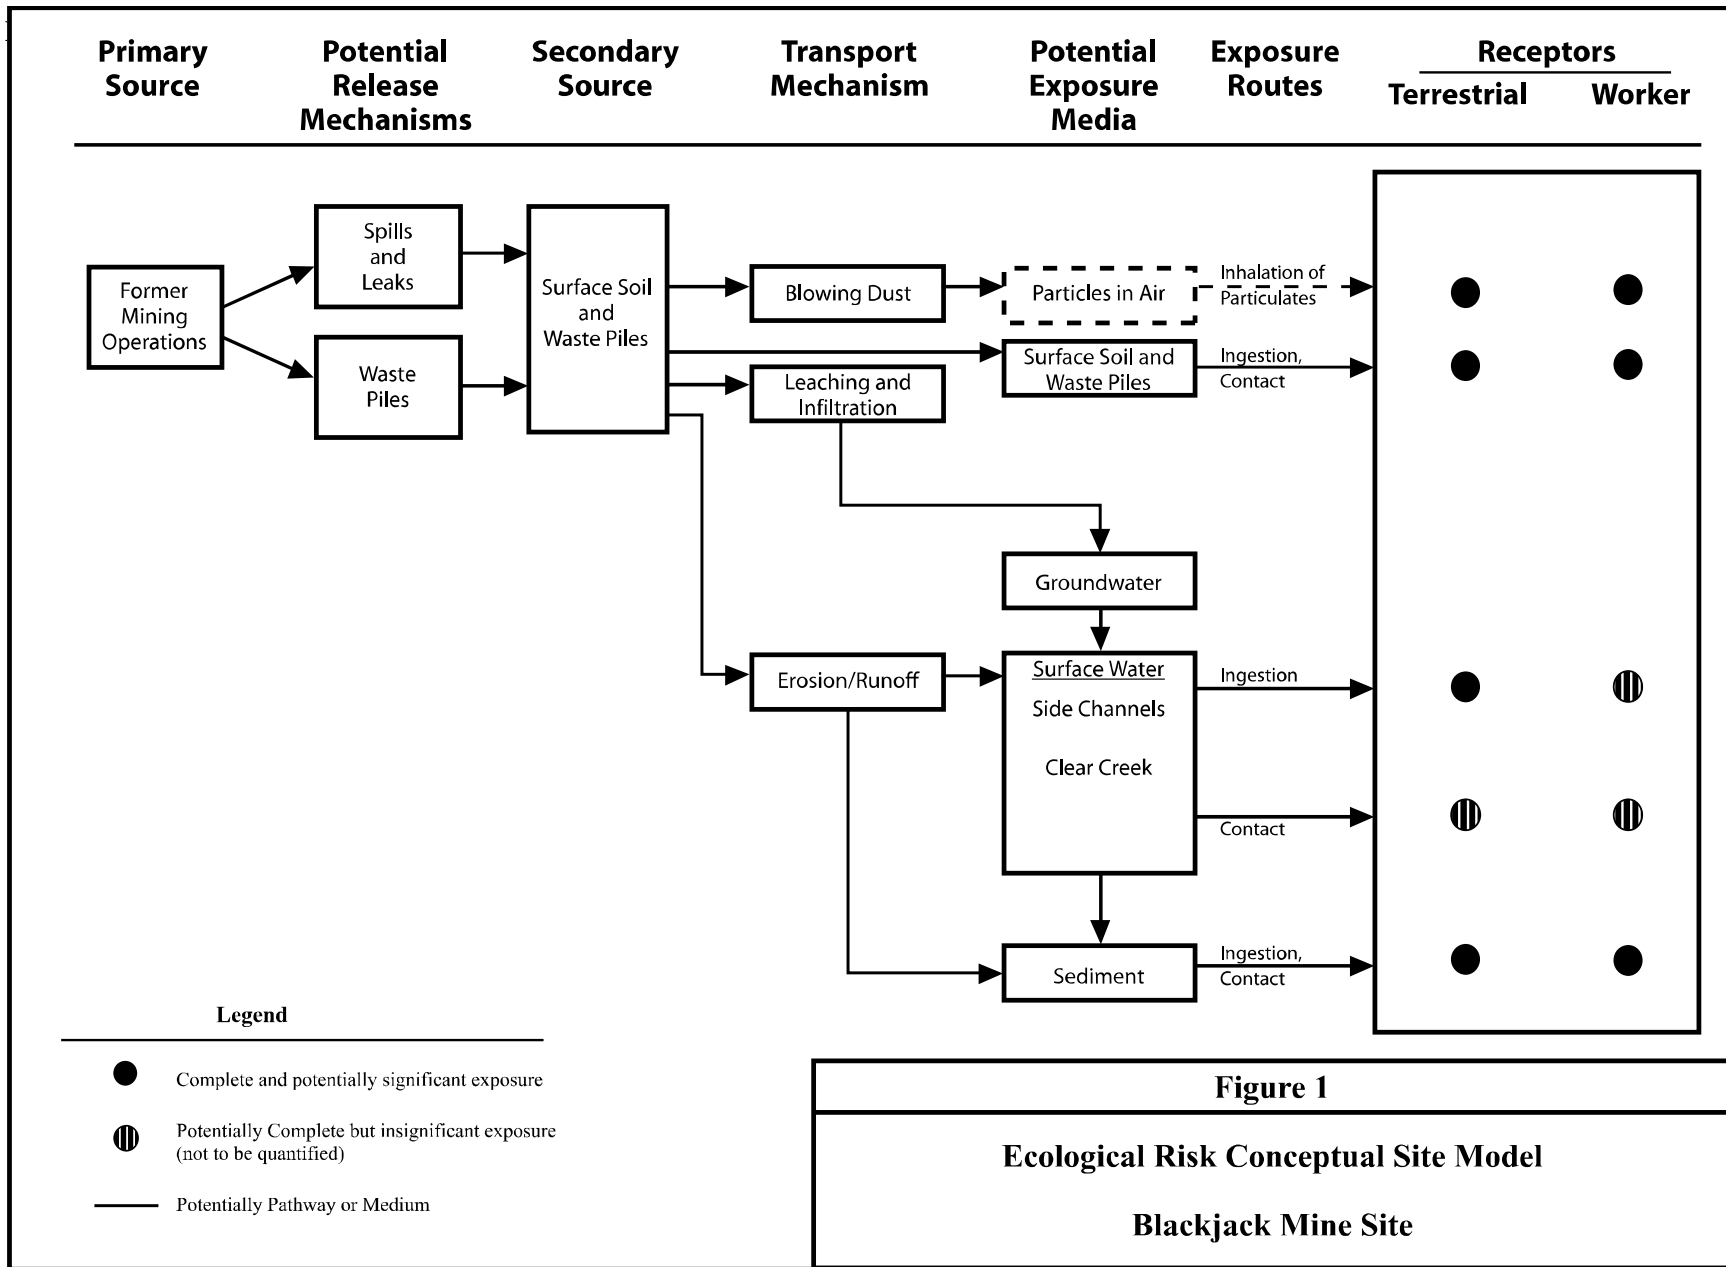 Primary
Source
Potential
Release
Mechanisms
Secondary
Source
Transport
Mechanism
Potential
Exposure
Media
Exposure
Routes
Receptors
Terrestrial
Worker
Former
Mining
Operations
Spills
and
Leaks
Waste
Piles
Surface Soil
and
Waste Piles
Blowing Dust
Leaching and
Infiltration
Erosion/Runoff
Particles in Air
Surface Soil and
Waste Piles
Groundwater
Surface Water
Side Channels
Clear Creek
Sediment
Inhalation of
Particulates
Ingestion,
Contact
Ingestion
Contact
Ingestion,
Contact
Legend
Complete and potentially significant exposure
Potentially Complete but insignificant exposure
(not to be quantified)
Potentially Pathway or Medium
Figure 1
Ecological Risk Conceptual Site Model
Blackjack Mine Site